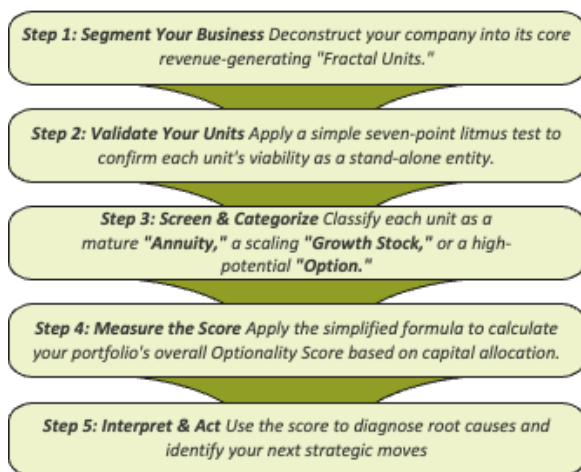 Step 1: Segment Your Business Deconstruct your company into its core
revenue-generating "Fractal Units."
Step 2: Validate Your Units Apply a simple seven-point litmus test to
confirm each unit's viability as a stand-alone entity.
Step 3: Screen & Categorize Classify each unit as a
mature "Annuity," a scaling "Growth Stock," or a high-
potential "Option."
Step 4: Measure the Score Apply the simplified formula to calculate
your portfolio's overall Optionality Score based on capital allocation.
Step 5: Interpret & Act Use the score to diagnose root causes and
identify your next strategic moves